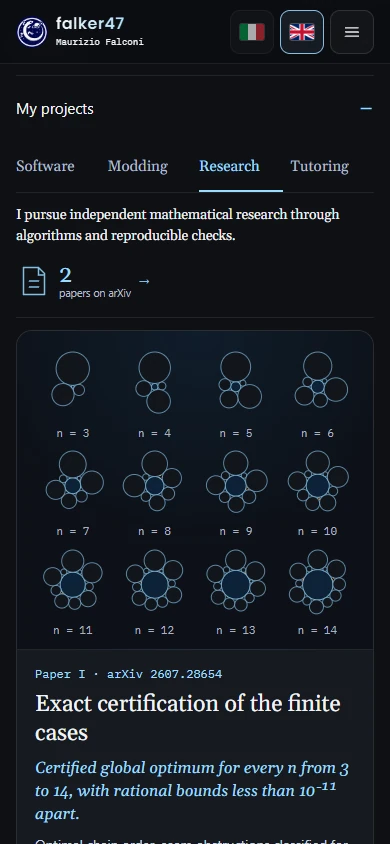 falker47
Maurizio Falconi
My projects
Software Modding Research Tutoring
I pursue independent mathematical research through
algorithms and reproducible checks.
2
papers on arXiv →
n = 3 n = 4 n = 5 n = 6
n = 7 n = 8 n = 9 n = 10
n = 11 n = 12 n = 13 n = 14
Paper I · arXiv 2607.28654
Exact certification of the finite
cases
Certified global optimum for every n from 3
to 14, with rational bounds less than 10⁻¹¹
apart.